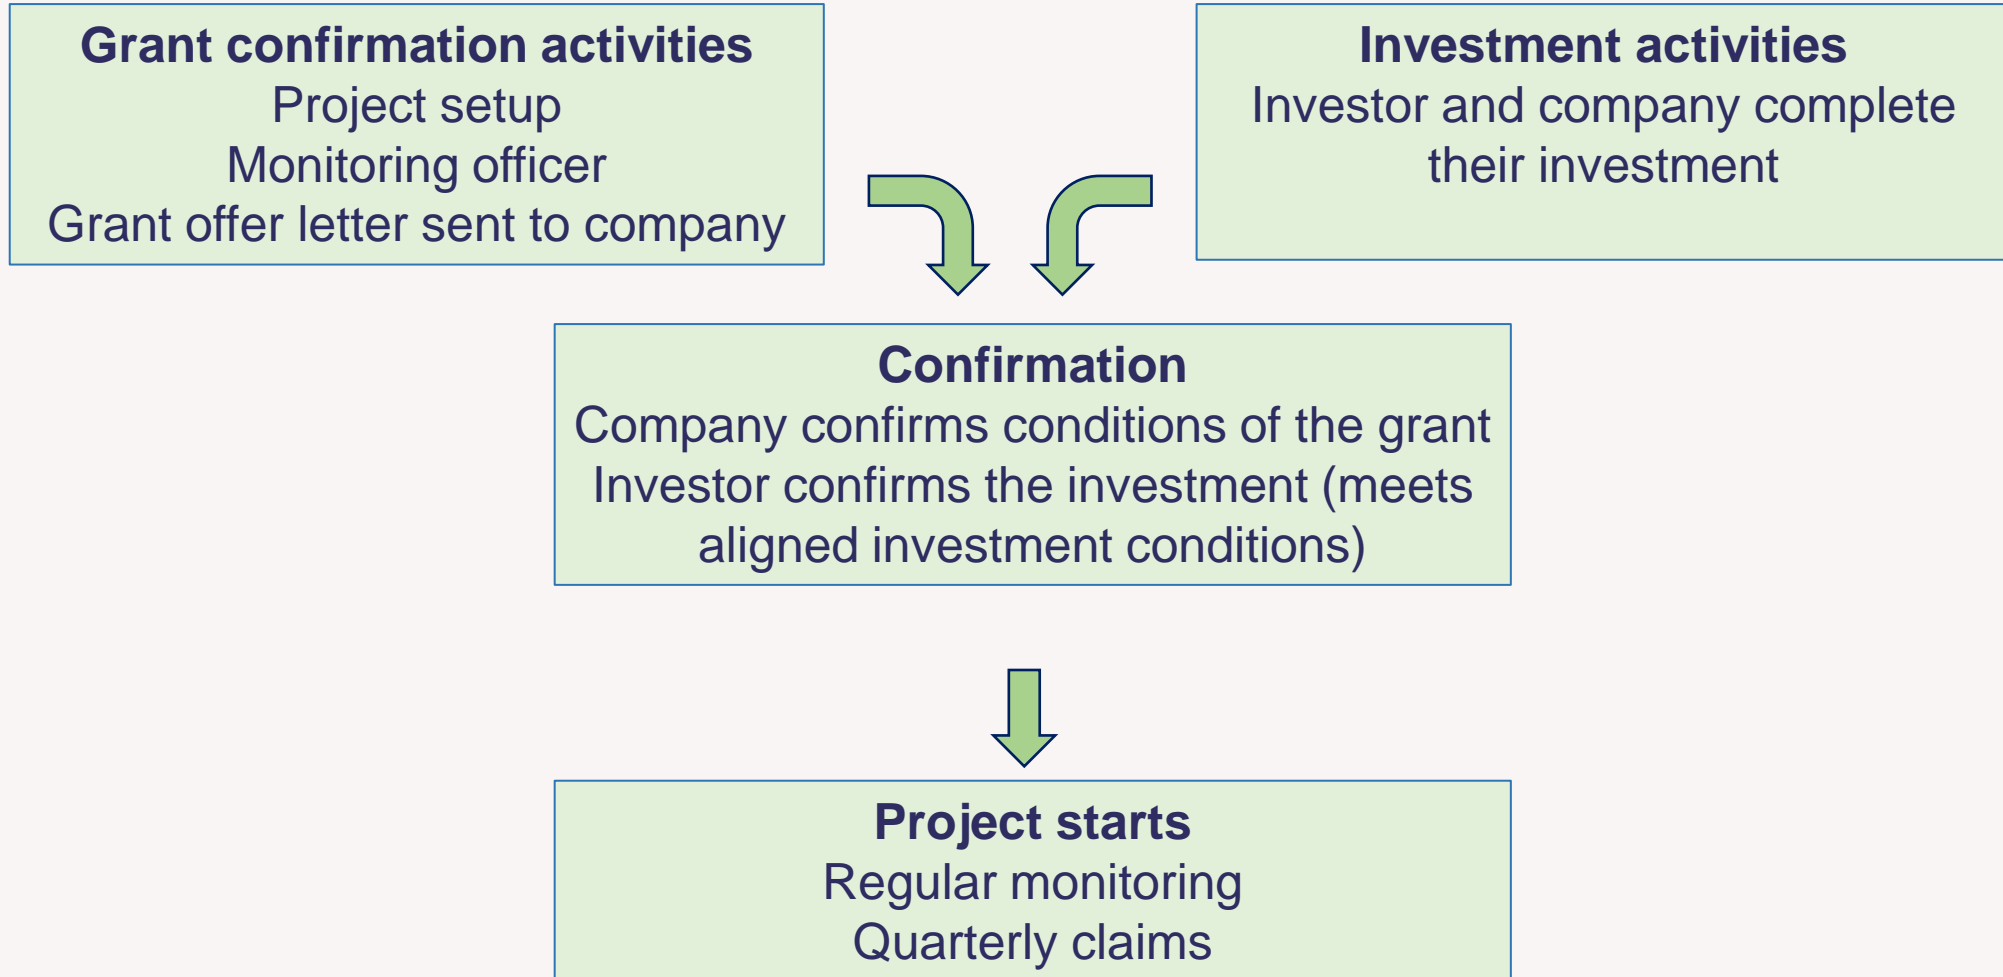 Grant confirmation activities
Project setup
Monitoring officer
Grant offer letter sent to company
Investment activities
Investor and company complete
their investment
Confirmation
Company confirms conditions of the grant
Investor confirms the investment (meets
aligned investment conditions)
Project starts
Regular monitoring
Quarterly claims